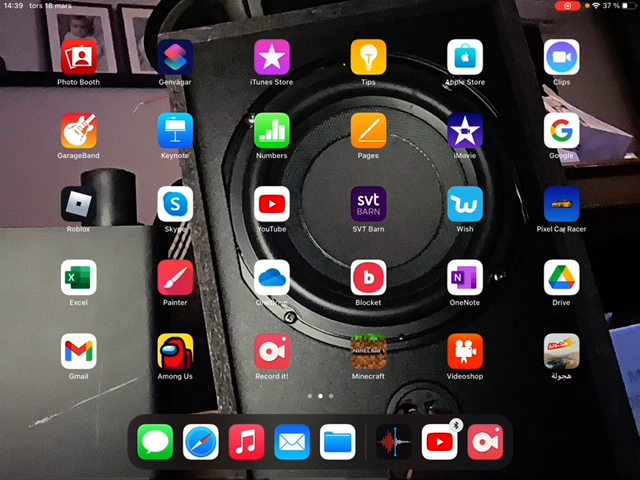 14:39 tors 18 mars 37 %
Photo Booth Genvägar iTunes Store Tips Apple Store Clips
GarageBand Keynote Numbers Pages iMovie Google
svt
BARN
Roblox Skype YouTube SVT Barn Wish Pixel Car Racer
Excel Painter OneDrive Blocket OneNote Drive
MINECRAFT
Gmail Among Us Record it! Minecraft Videoshop هجولة